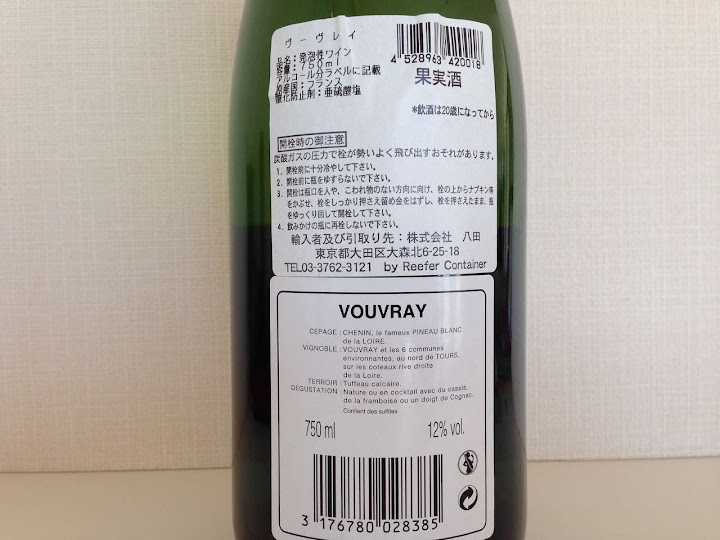 ヴーヴレイ
品名：発泡性ワイン
容量：750ml
アルコール分ラベルに記載
原産国：フランス
酸化防止剤：亜硫酸塩
4 528963 420018
果実酒
*飲酒は20歳になってから
開栓時の御注意
炭酸ガスの圧力で栓が勢いよく飛び出すおそれがあります。
1. 開栓前に十分冷やして下さい。
2. 開栓前に瓶をゆすらないで下さい。
3. 開栓は瓶口を人や、こわれ物のない方向に向け、栓の上からナプキン等
をかぶせ、栓をしっかり押さえ留め金をはずし、栓を押さえたまま、瓶
をゆっくり回して開栓して下さい。
4. 飲みかけの瓶に再栓しないで下さい。
輸入者及び引取り先：株式会社 八田
東京都大田区大森北6-25-18
TEL03-3762-3121 by Reefer Container
VOUVRAY
CEPAGE : CHENIN, le fameux PINEAU BLANC
de la LOIRE.
VIGNOBLE : VOUVRAY et les 6 communes
environnantes, au nord de TOURS,
sur les coteaux rive droite
de la Loire.
TERROIR : Tuffeau calcaire.
DEGUSTATION : Nature ou en cocktail avec du cassis,
de la framboise ou un doigt de Cognac.
Contient des sulfites
750 ml 12% vol.
3 176780 028385